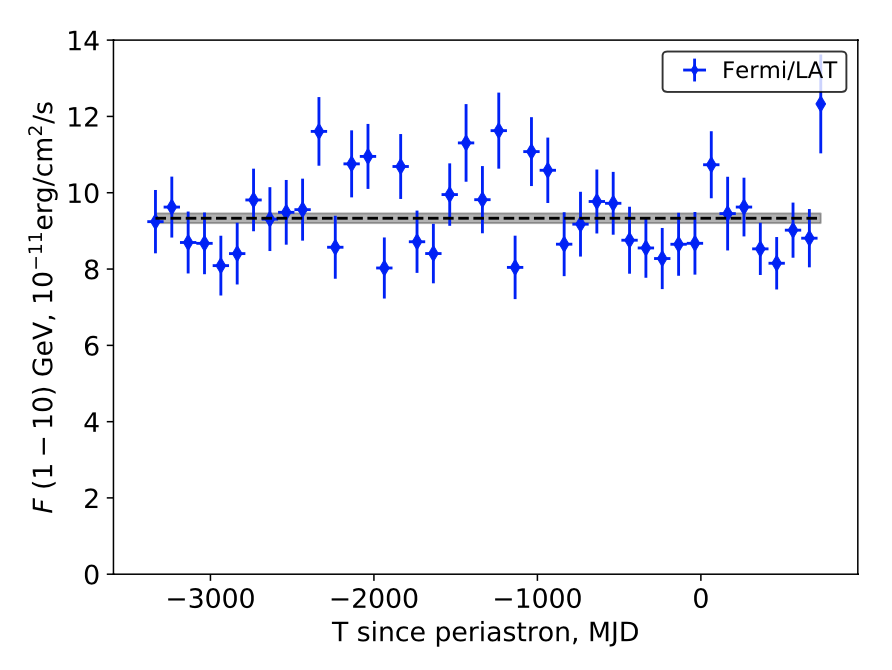 14
12
10
8
6
4
2
0
F (1 − 10) GeV, 10⁻¹¹erg/cm²/s
Fermi/LAT
−3000 −2000 −1000 0
T since periastron, MJD